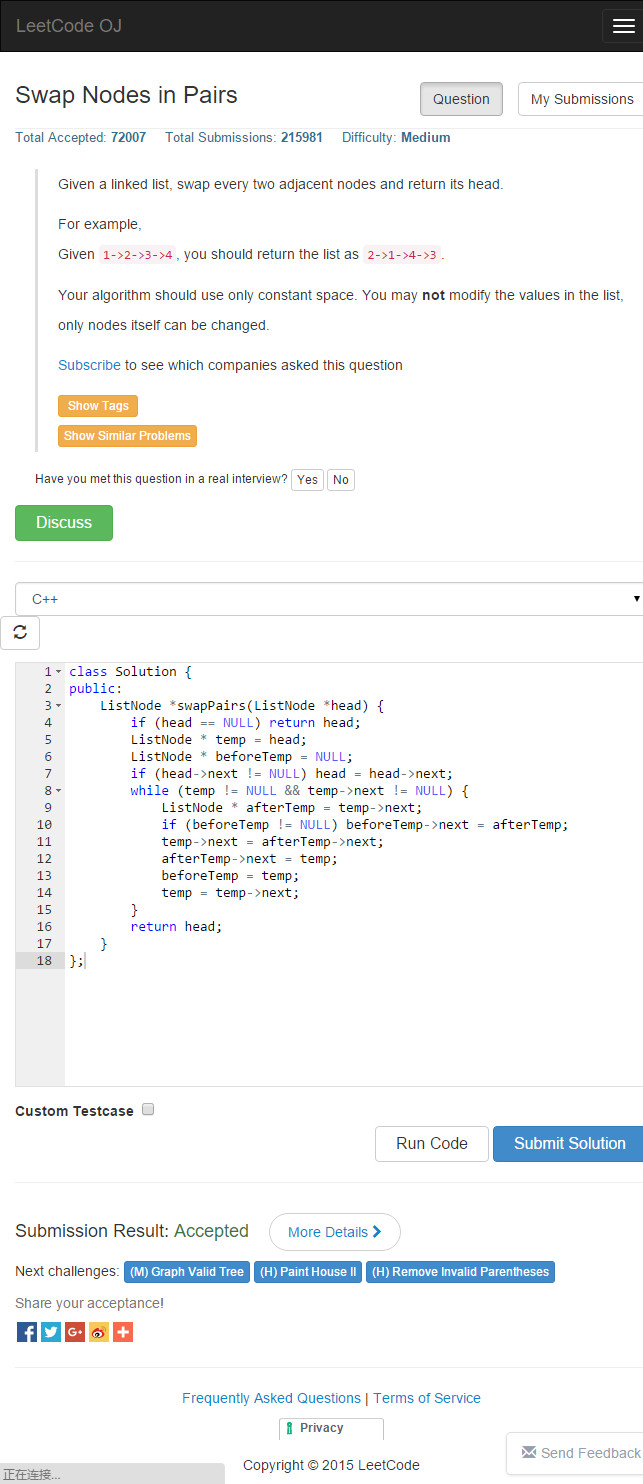 LeetCode OJ
Swap Nodes in Pairs
Question
My Submissions
Total Accepted: 72007 Total Submissions: 215981 Difficulty: Medium
Given a linked list, swap every two adjacent nodes and return its head.
For example,
Given 1->2->3->4, you should return the list as 2->1->4->3.
Your algorithm should use only constant space. You may not modify the values in the list,
only nodes itself can be changed.
Subscribe to see which companies asked this question
Show Tags
Show Similar Problems
Have you met this question in a real interview? Yes No
Discuss
C++
1 class Solution {
2 public:
3     ListNode *swapPairs(ListNode *head) {
4         if (head == NULL) return head;
5         ListNode * temp = head;
6         ListNode * beforeTemp = NULL;
7         if (head->next != NULL) head = head->next;
8         while (temp != NULL && temp->next != NULL) {
9             ListNode * afterTemp = temp->next;
10             if (beforeTemp != NULL) beforeTemp->next = afterTemp;
11             temp->next = afterTemp->next;
12             afterTemp->next = temp;
13             beforeTemp = temp;
14             temp = temp->next;
15         }
16         return head;
17     }
18 };
Custom Testcase
Run Code
Submit Solution
Submission Result: Accepted
More Details
Next challenges: (M) Graph Valid Tree (H) Paint House II (H) Remove Invalid Parentheses
Share your acceptance!
Frequently Asked Questions | Terms of Service
Privacy
Send Feedback
Copyright © 2015 LeetCode
正在连接...